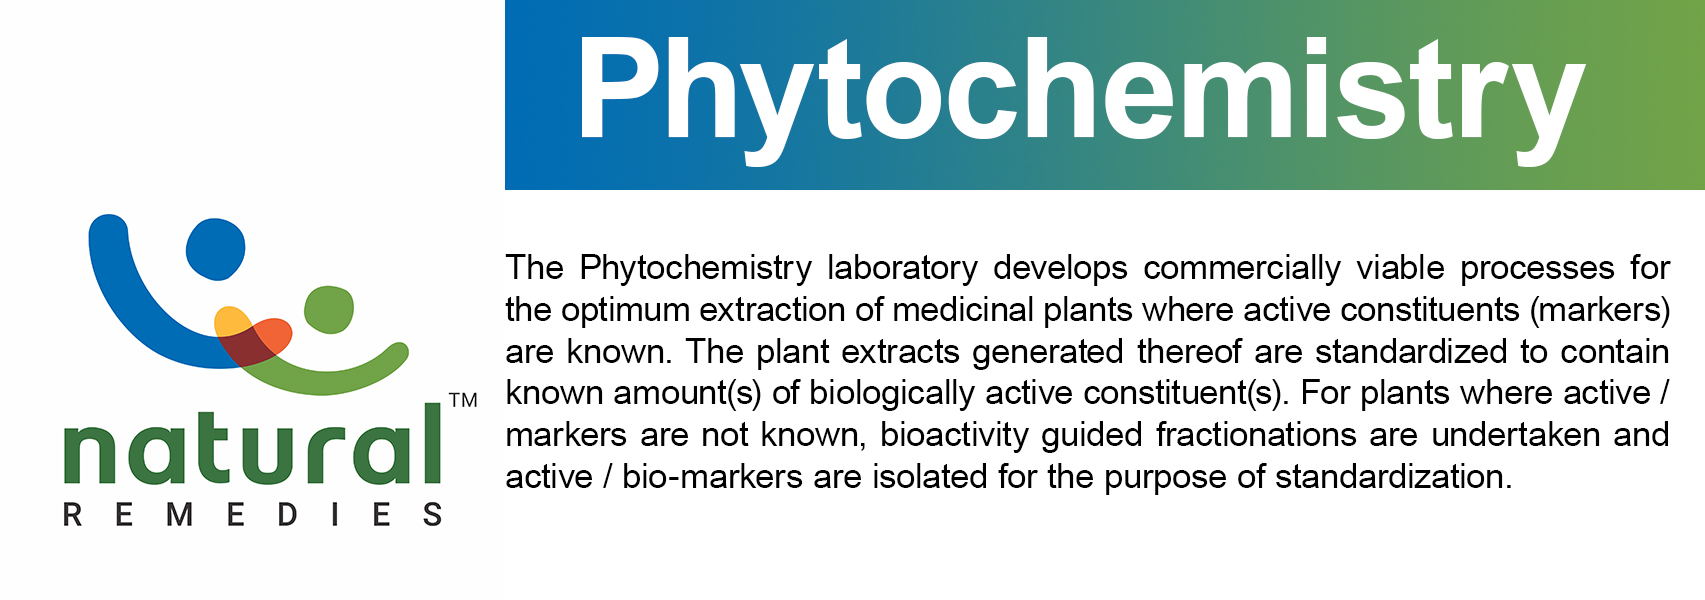 Phytochemistry
The Phytochemistry laboratory develops commercially viable processes for
the optimum extraction of medicinal plants where active constituents (markers)
are known. The plant extracts generated thereof are standardized to contain
known amount(s) of biologically active constituent(s). For plants where active /
markers are not known, bioactivity guided fractionations are undertaken and
active / bio-markers are isolated for the purpose of standardization.
natural™
REMEDIES